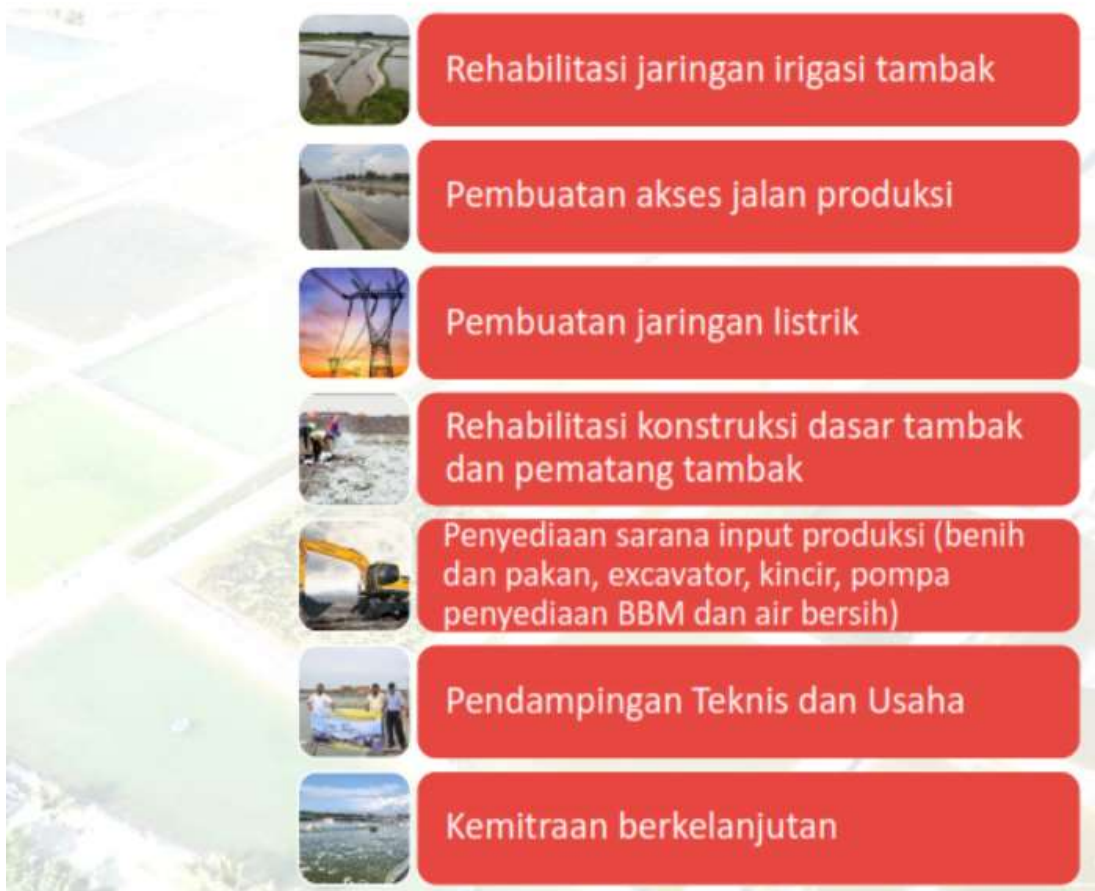 Rehabilitasi jaringan irigasi tambak
Pembuatan akses jalan produksi
Pembuatan jaringan listrik
Rehabilitasi konstruksi dasar tambak
dan pematang tambak
Penyediaan sarana input produksi (benih
dan pakan, excavator, kincir, pompa
penyediaan BBM dan air bersih)
Pendampingan Teknis dan Usaha
Kemitraan berkelanjutan